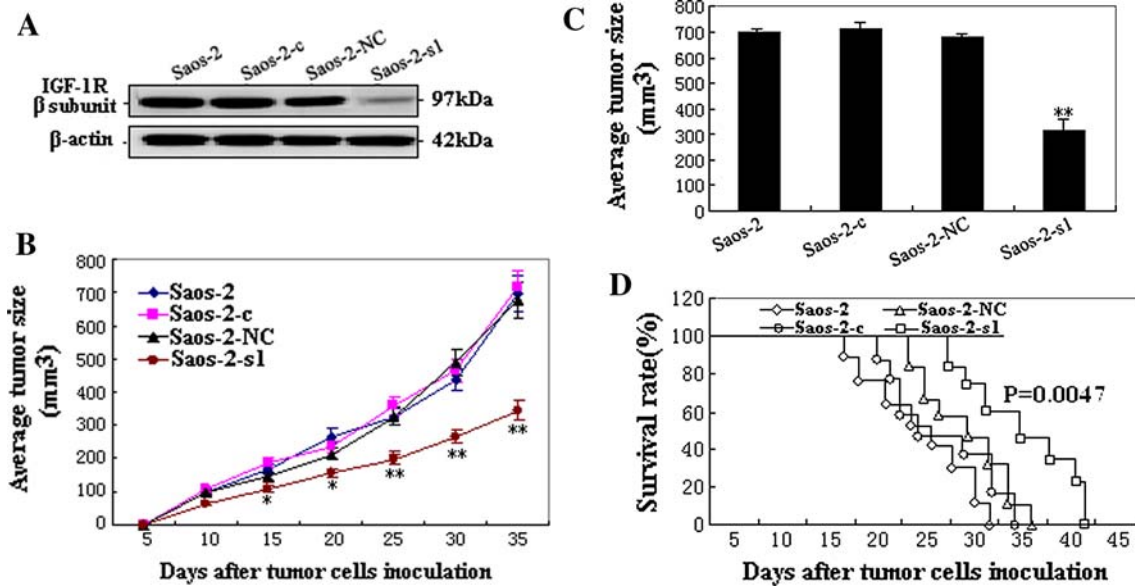 A
Saos-2 Saos-2-c Saos-2-NC Saos-2-s1
IGF-1R
β subunit
97kDa
β-actin
42kDa
B
800
700
600
500
400
300
200
100
0
Average tumor size
(mm3)
Saos-2
Saos-2-c
Saos-2-NC
Saos-2-s1
* * ** ** **
5 10 15 20 25 30 35
Days after tumor cells inoculation
C
800
700
600
500
400
300
200
100
0
Average tumor size
(mm3)
**
Saos-2 Saos-2-c Saos-2-NC Saos-2-s1
D
120
100
80
60
40
20
0
Survival rate(%)
Saos-2 Saos-2-NC
Saos-2-c Saos-2-s1
P=0.0047
5 10 15 20 25 30 35 40 45
Days after tumor cells inoculation